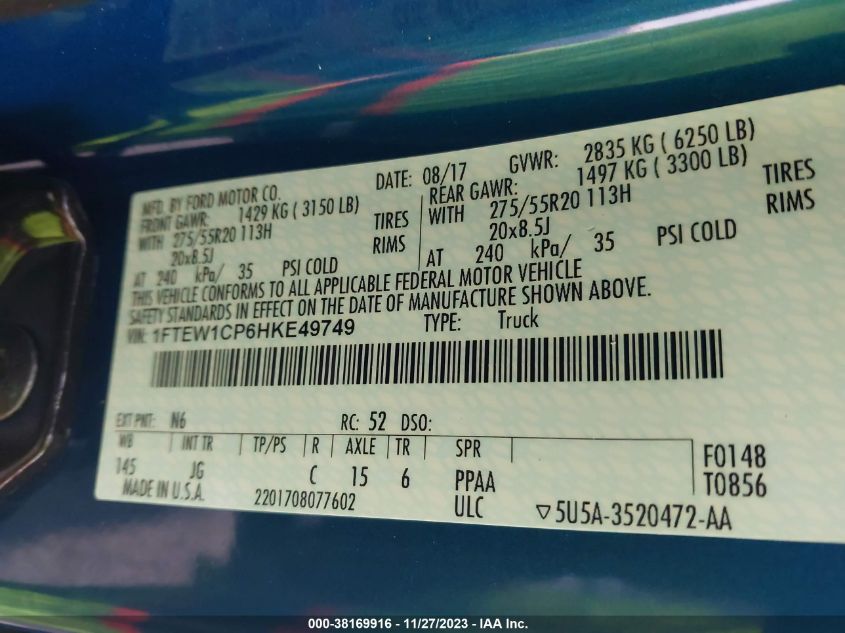 MFD. BY FORD MOTOR CO.
DATE: 08/17 GVWR: 2835 KG ( 6250 LB)
FRONT GAWR: 1429 KG ( 3150 LB)
REAR GAWR: 1497 KG ( 3300 LB)
WITH 275/55R20 113H TIRES
WITH 275/55R20 113H TIRES
20x8.5J RIMS
20x8.5J RIMS
AT 240 kPa/ 35 PSI COLD
AT 240 kPa/ 35 PSI COLD
THIS VEHICLE CONFORMS TO ALL APPLICABLE FEDERAL MOTOR VEHICLE
SAFETY STANDARDS IN EFFECT ON THE DATE OF MANUFACTURE SHOWN ABOVE.
VIN: 1FTEW1CP6HKE49749 TYPE: Truck
EXT PNT: N6 RC: 52 DSO:
WB INT TR TP/PS R AXLE TR SPR
145 JG C 15 6 PPAA
F0148
T0856
MADE IN U.S.A. 2201708077602 ULC ▽5U5A-3520472-AA
000-38169916 - 11/27/2023 - IAA Inc.